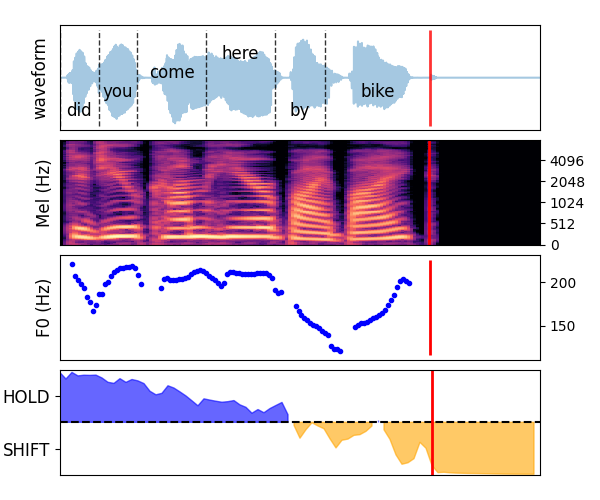 waveform
did
you
come
here
by
bike
Mel (Hz)
4096
2048
1024
512
0
F0 (Hz)
200
150
HOLD
SHIFT